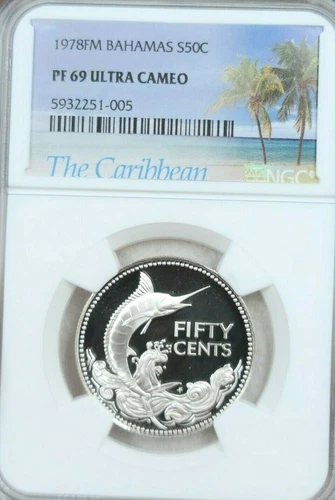 1978FM BAHAMAS S50C
PF 69 ULTRA CAMEO
5932251-005
The Caribbean
NGC
FIFTY
CENTS